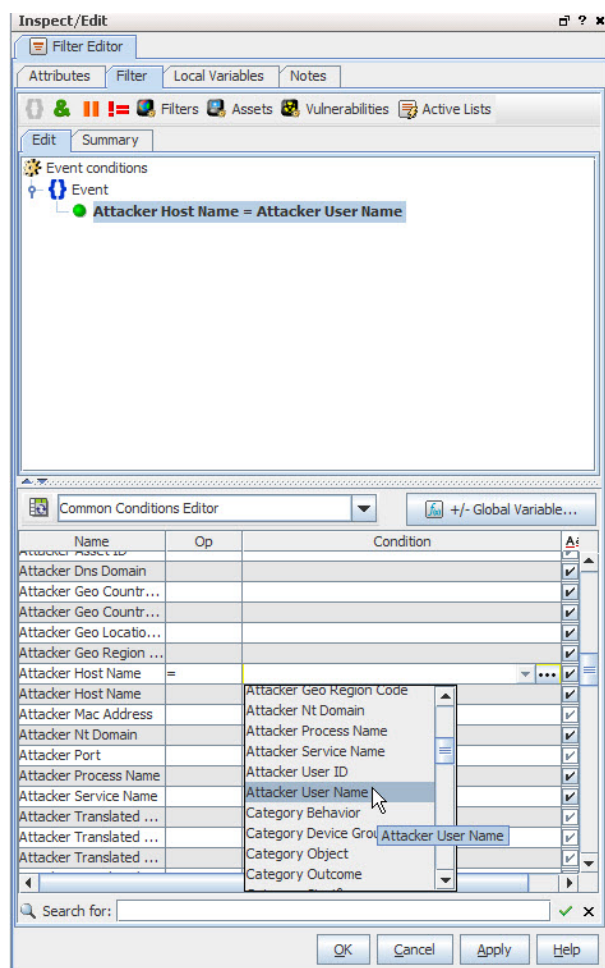 Inspect/Edit
Filter Editor
Attributes Filter Local Variables Notes
Filters Assets Vulnerabilities Active Lists
Edit Summary
Event conditions
Event
Attacker Host Name = Attacker User Name
Common Conditions Editor +/- Global Variable...
Name Op Condition
Attacker Asset ID
Attacker Dns Domain
Attacker Geo Countr...
Attacker Geo Countr...
Attacker Geo Locatio...
Attacker Geo Region ...
Attacker Host Name =
Attacker Host Name Attacker Geo Region Code
Attacker Mac Address Attacker Nt Domain
Attacker Nt Domain Attacker Process Name
Attacker Port Attacker Service Name
Attacker Process Name Attacker User ID
Attacker Service Name Attacker User Name
Attacker Translated ... Category Behavior
Attacker Translated ... Category Device Grou Attacker User Name
Attacker Translated ... Category Object
Category Outcome
Search for:
OK Cancel Apply Help